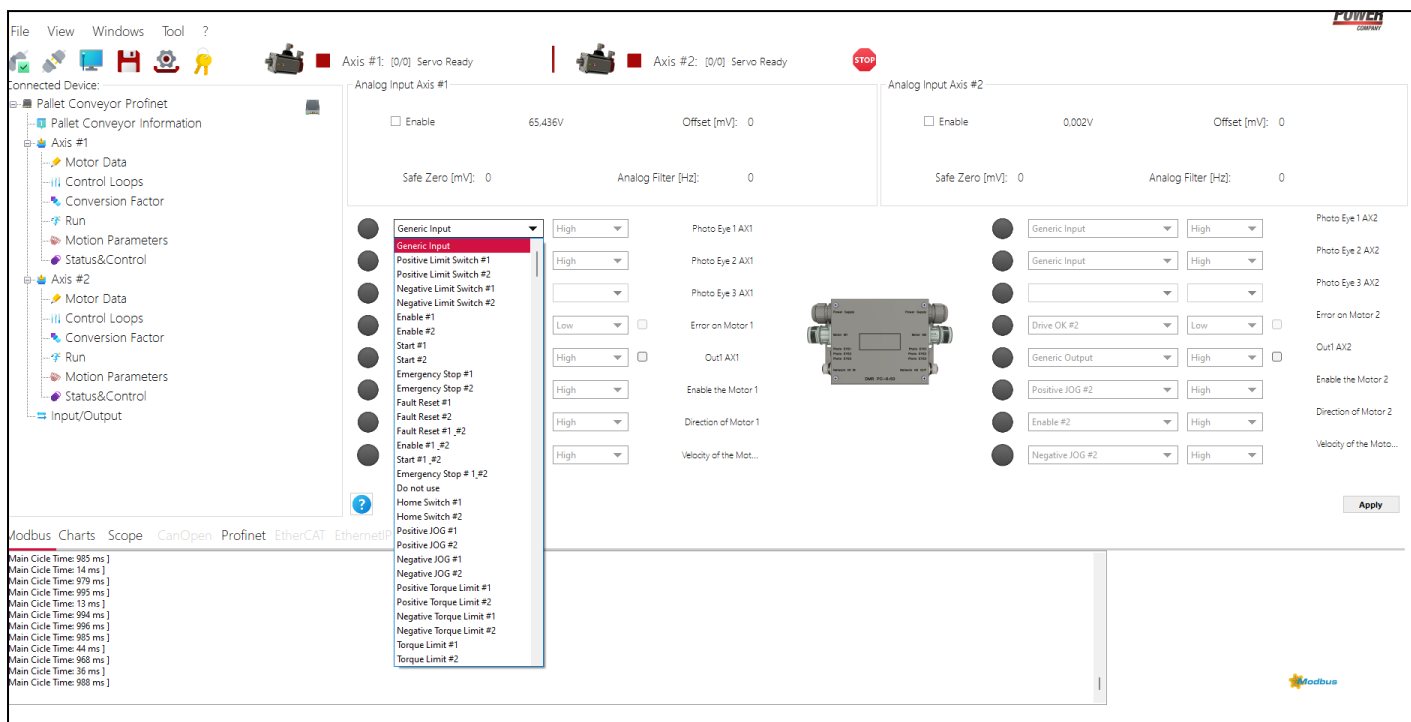 POWER
COMPANY
File View Windows Tool ?
Axis #1: [0/0] Servo Ready
Axis #2: [0/0] Servo Ready
STOP
Connected Device:
Pallet Conveyor Profinet
Pallet Conveyor Information
Axis #1
Motor Data
Control Loops
Conversion Factor
Run
Motion Parameters
Status&Control
Axis #2
Motor Data
Control Loops
Conversion Factor
Run
Motion Parameters
Status&Control
Input/Output
Analog Input Axis #1
Enable 65,436V Offset [mV]: 0
Safe Zero [mV]: 0 Analog Filter [Hz]: 0
Analog Input Axis #2
Enable 0,002V Offset [mV]: 0
Safe Zero [mV]: 0 Analog Filter [Hz]: 0
Generic Input High Photo Eye 1 AX1
High Photo Eye 2 AX1
Photo Eye 3 AX1
Low Error on Motor 1
High Out1 AX1
High Enable the Motor 1
High Direction of Motor 1
High Velocity of the Mot...
Generic Input
Positive Limit Switch #1
Positive Limit Switch #2
Negative Limit Switch #1
Negative Limit Switch #2
Enable #1
Enable #2
Start #1
Start #2
Emergency Stop #1
Emergency Stop #2
Fault Reset #1
Fault Reset #2
Fault Reset #1_#2
Enable #1_#2
Start #1_#2
Emergency Stop # 1_#2
Do not use
Home Switch #1
Home Switch #2
Positive JOG #1
Positive JOG #2
Negative JOG #1
Negative JOG #2
Positive Torque Limit #1
Positive Torque Limit #2
Negative Torque Limit #1
Negative Torque Limit #2
Torque Limit #1
Torque Limit #2
Generic Input High Photo Eye 1 AX2
Generic Input High Photo Eye 2 AX2
Photo Eye 3 AX2
Drive OK #2 Low Error on Motor 2
Generic Output High Out1 AX2
Positive JOG #2 High Enable the Motor 2
Enable #2 High Direction of Motor 2
Negative JOG #2 High Velocity of the Moto...
Power Supply Power Supply
?
Apply
Modbus Charts Scope CanOpen Profinet EtherCAT EthernetIP
Main Cicle Time: 985 ms ]
Main Cicle Time: 14 ms ]
Main Cicle Time: 979 ms ]
Main Cicle Time: 995 ms ]
Main Cicle Time: 13 ms ]
Main Cicle Time: 994 ms ]
Main Cicle Time: 996 ms ]
Main Cicle Time: 985 ms ]
Main Cicle Time: 44 ms ]
Main Cicle Time: 968 ms ]
Main Cicle Time: 36 ms ]
Main Cicle Time: 988 ms ]
Modbus